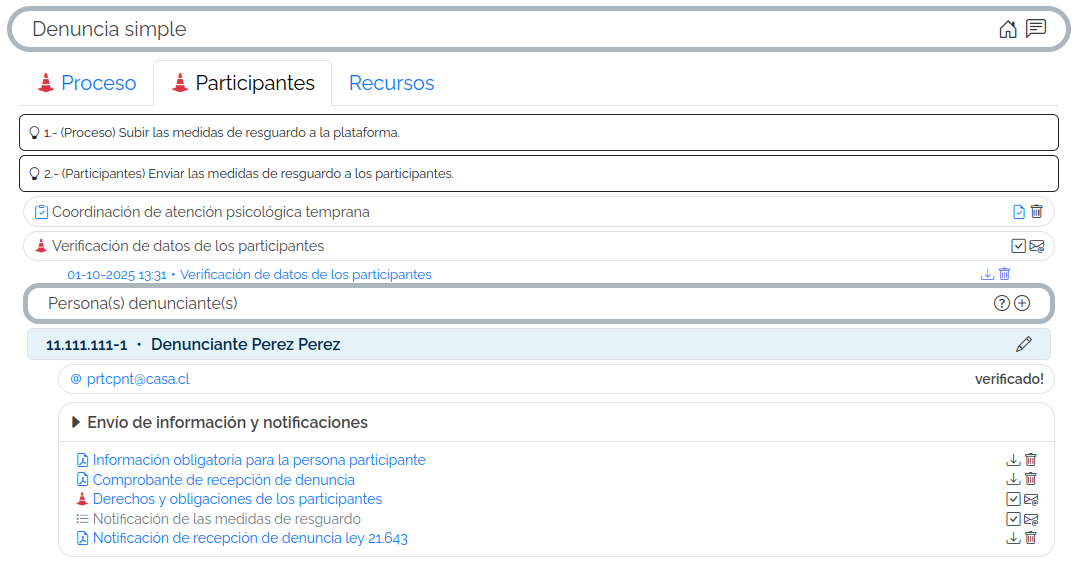 Denuncia simple
Proceso
Participantes
Recursos
1.- (Proceso) Subir las medidas de resguardo a la plataforma.
2.- (Participantes) Enviar las medidas de resguardo a los participantes.
Coordinación de atención psicológica temprana
Verificación de datos de los participantes
01-10-2025 13:31 • Verificación de datos de los participantes
Persona(s) denunciante(s)
11.111.111-1 • Denunciante Perez Perez
@ prtcpnt@casa.cl verificado!
Envío de información y notificaciones
Información obligatoria para la persona participante
Comprobante de recepción de denuncia
Derechos y obligaciones de los participantes
Notificación de las medidas de resguardo
Notificación de recepción de denuncia ley 21.643